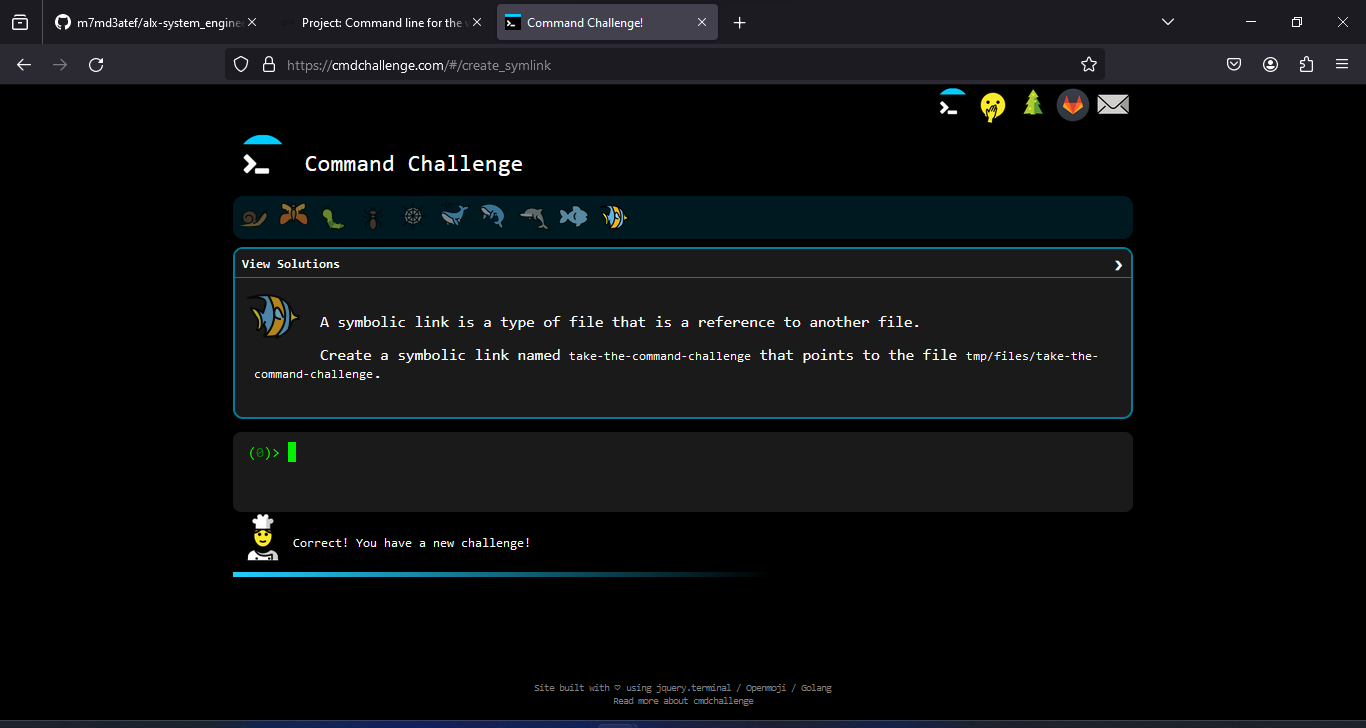 m7md3atef/alx-system_engine
Project: Command line for the
Command Challenge!
https://cmdchallenge.com/#/create_symlink
Command Challenge
View Solutions
A symbolic link is a type of file that is a reference to another file.
Create a symbolic link named take-the-command-challenge that points to the file tmp/files/take-the-
command-challenge.
(0)>
Correct! You have a new challenge!
Site built with ♡ using jquery.terminal / Openmoji / Golang
Read more about cmdchallenge